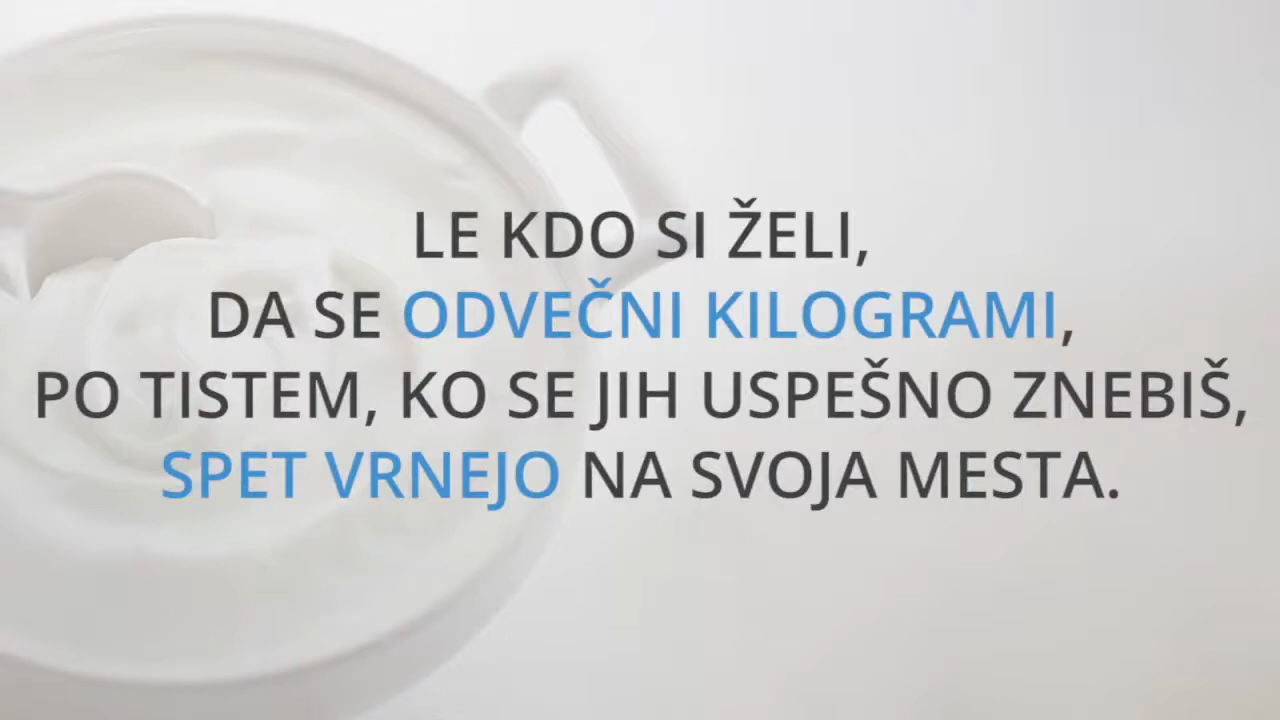 LE KDO SI ŽELI,
DA SE ODVEČNI KILOGRAMI,
PO TISTEM, KO SE JIH USPEŠNO ZNEBIŠ,
SPET VRNEJO NA SVOJA MESTA.